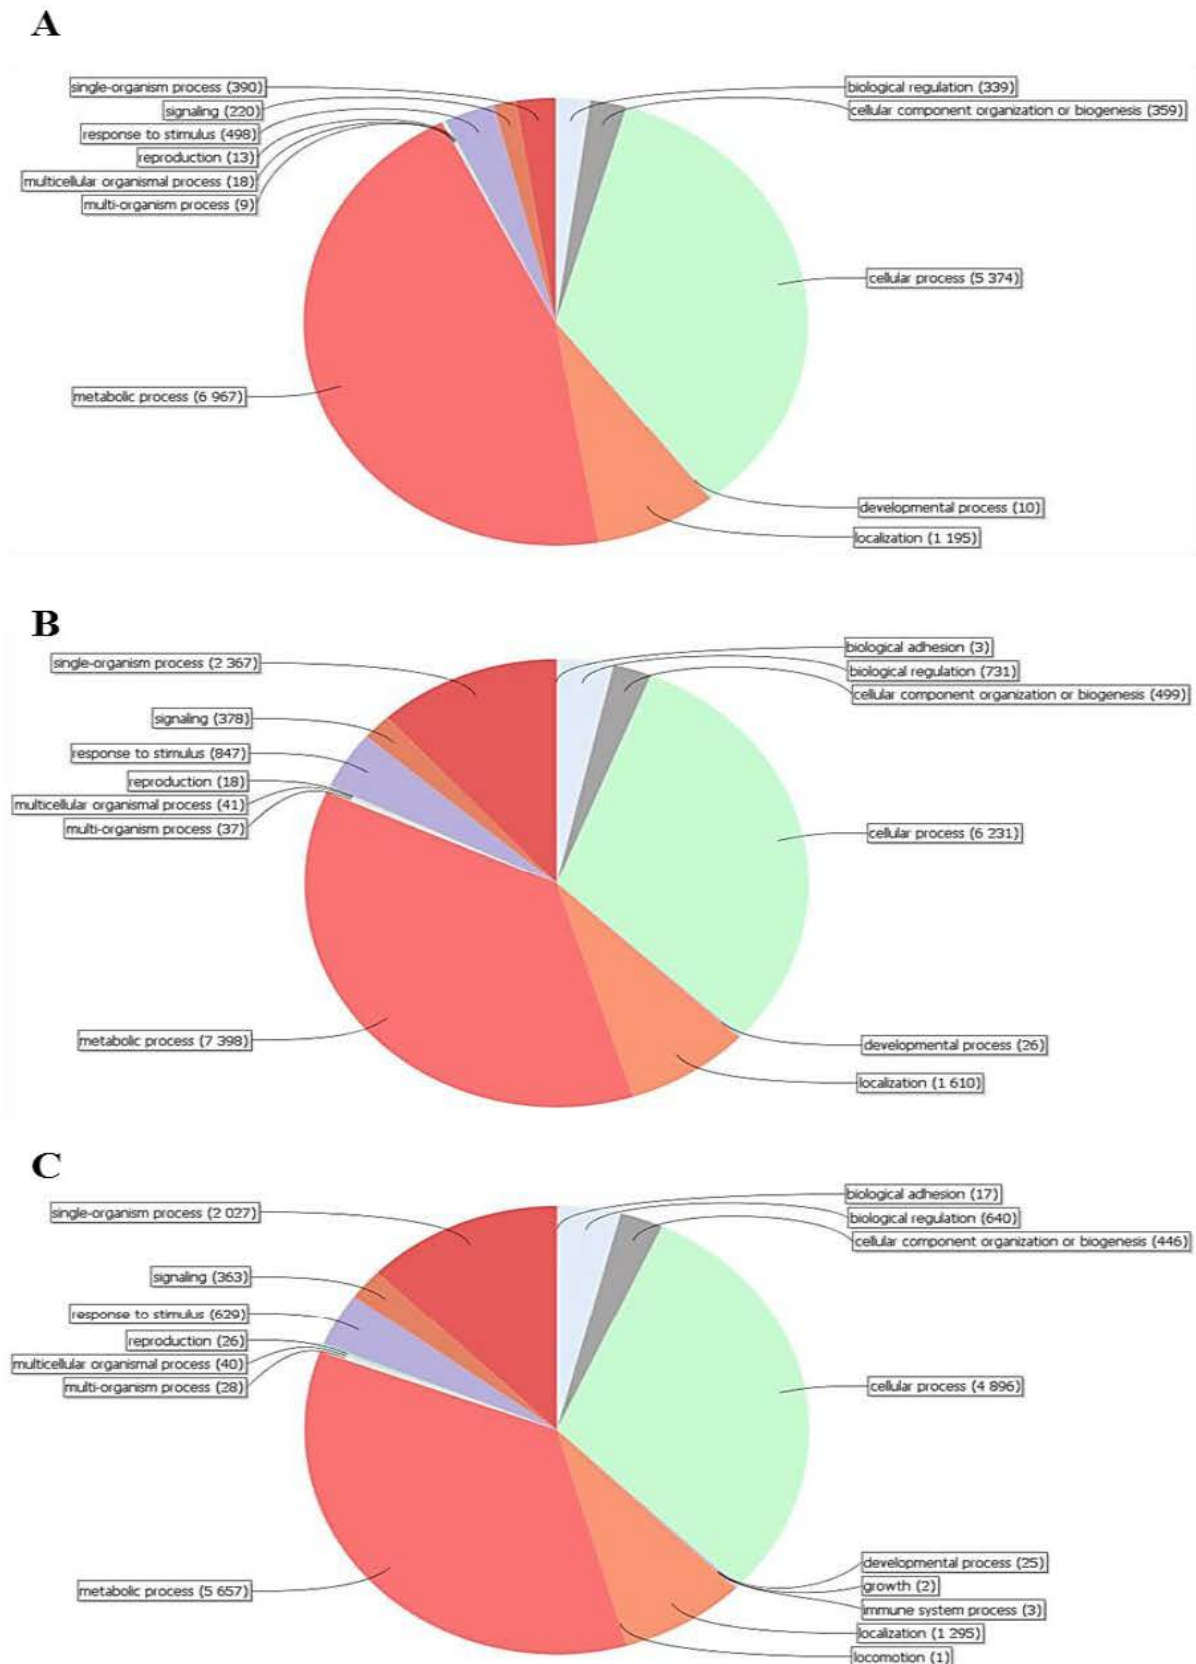 A
single-organism process (390)
signaling (220)
response to stimulus (498)
reproduction (13)
multicellular organismal process (18)
multi-organism process (9)
metabolic process (6 967)
biological regulation (339)
cellular component organization or biogenesis (359)
cellular process (5 374)
developmental process (10)
localization (1 195)
B
single-organism process (2 367)
signaling (378)
response to stimulus (847)
reproduction (18)
multicellular organismal process (41)
multi-organism process (37)
metabolic process (7 398)
biological adhesion (3)
biological regulation (731)
cellular component organization or biogenesis (499)
cellular process (6 231)
developmental process (26)
localization (1 610)
C
single-organism process (2 027)
signaling (363)
response to stimulus (629)
reproduction (26)
multicellular organismal process (40)
multi-organism process (28)
metabolic process (5 657)
biological adhesion (17)
biological regulation (640)
cellular component organization or biogenesis (446)
cellular process (4 896)
developmental process (25)
growth (2)
immune system process (3)
localization (1 295)
locomotion (1)